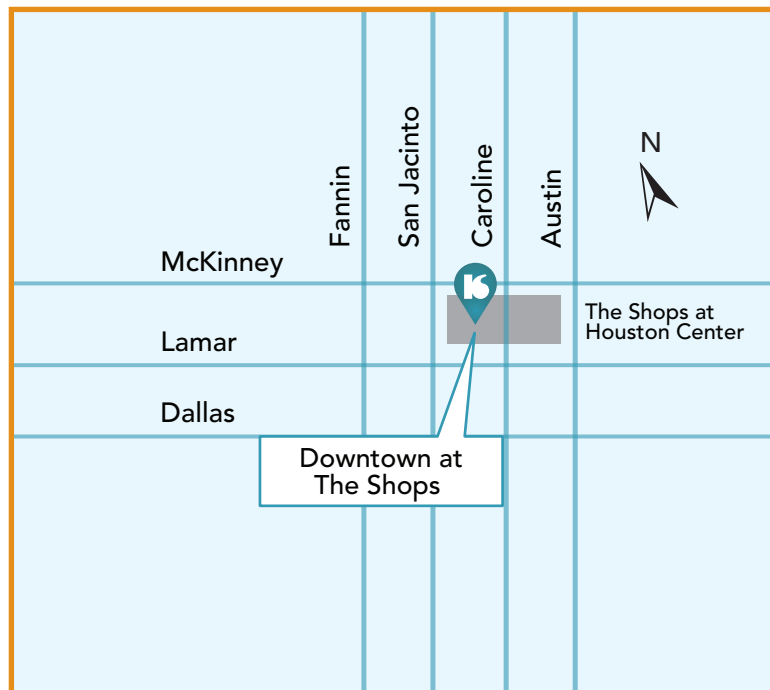 N
Fannin
San Jacinto
Caroline
Austin
McKinney
The Shops at
Houston Center
Lamar
Dallas
Downtown at
The Shops